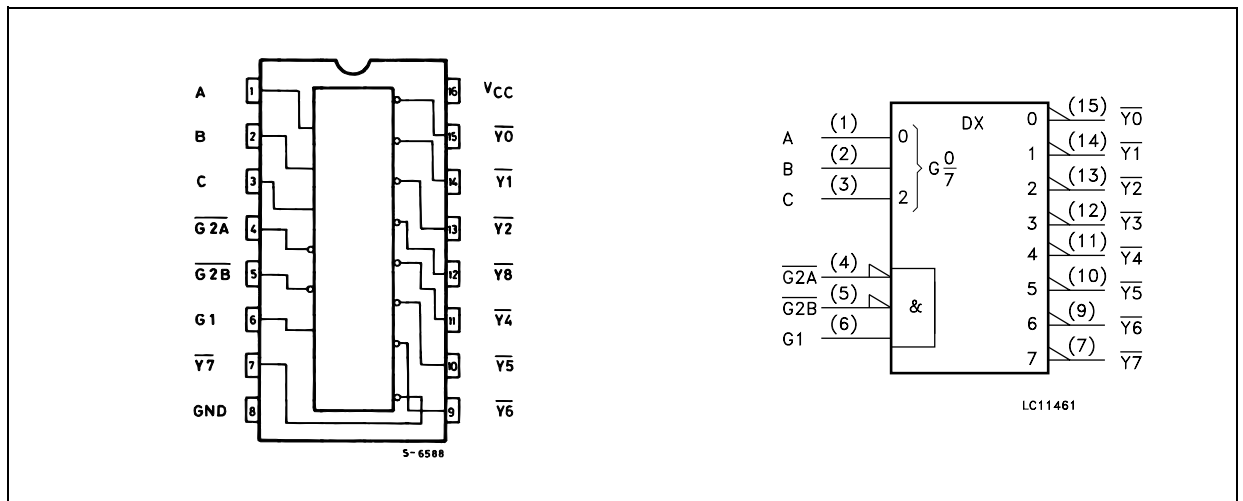 A 1 16 VCC
B 2 15 Y0
C 3 14 Y1
G2A 4 13 Y2
G2B 5 12 Y8
G1 6 11 Y4
Y7 7 10 Y5
GND 8 9 Y6
S-6588
DX
A (1) 0
B (2) G 0/7
C (3) 2
G2A (4)
G2B (5) &
G1 (6)
0 (15) Y0
1 (14) Y1
2 (13) Y2
3 (12) Y3
4 (11) Y4
5 (10) Y5
6 (9) Y6
7 (7) Y7
LC11461